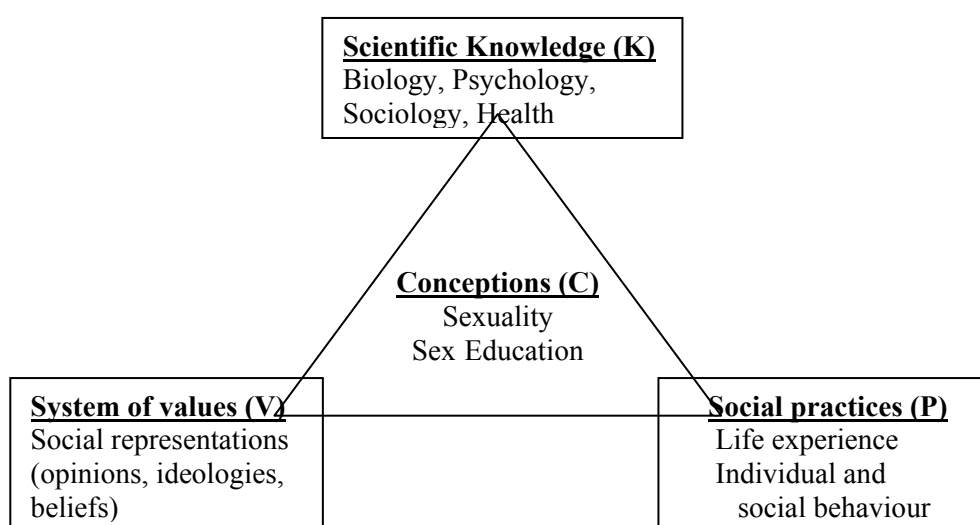 Scientific Knowledge (K)
Biology, Psychology,
Sociology, Health
Conceptions (C)
Sexuality
Sex Education
System of values (V)
Social representations
(opinions, ideologies,
beliefs)
Social practices (P)
Life experience
Individual and
social behaviour